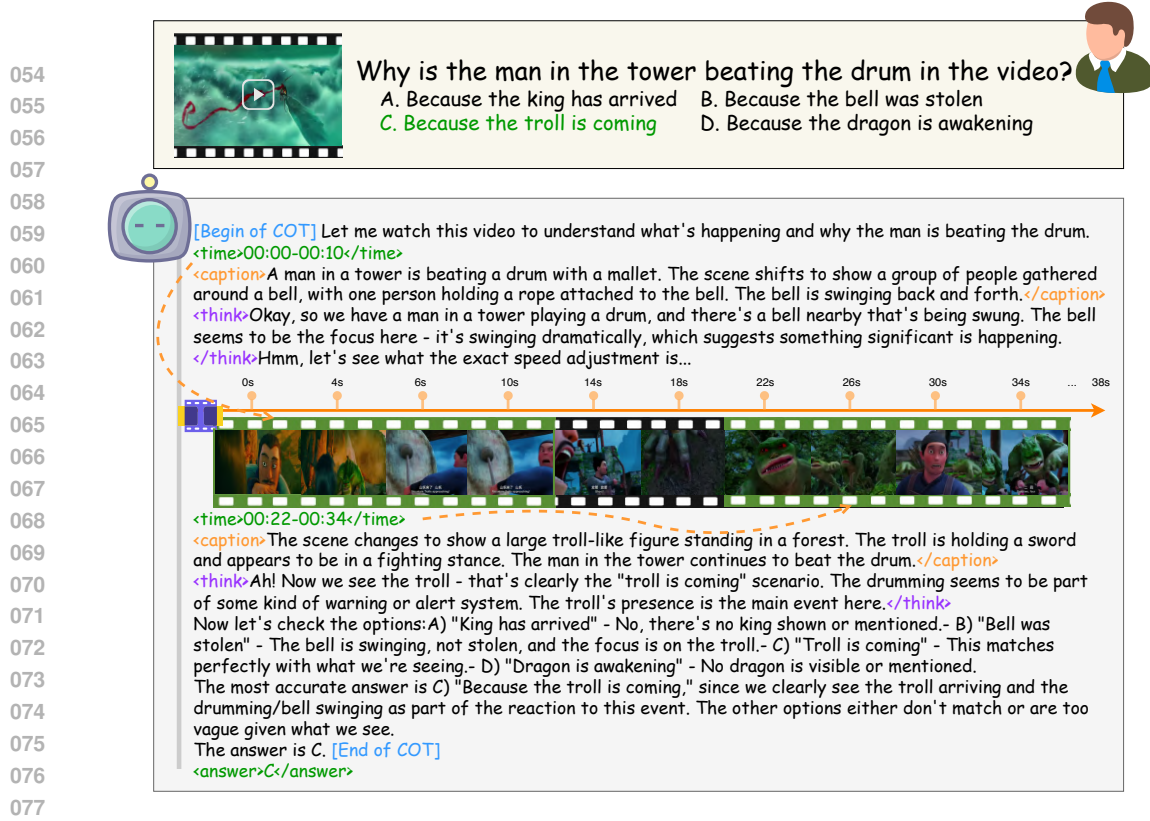 054
055
056
057
058
059
060
061
062
063
064
065
066
067
068
069
070
071
072
073
074
075
076
077
Why is the man in the tower beating the drum in the video?
A. Because the king has arrived B. Because the bell was stolen
C. Because the troll is coming D. Because the dragon is awakening
[Begin of COT] Let me watch this video to understand what's happening and why the man is beating the drum.
<time>00:00-00:10</time>
<caption>A man in a tower is beating a drum with a mallet. The scene shifts to show a group of people gathered
around a bell, with one person holding a rope attached to the bell. The bell is swinging back and forth.</caption>
<think>Okay, so we have a man in a tower playing a drum, and there's a bell nearby that's being swung. The bell
seems to be the focus here - it's swinging dramatically, which suggests something significant is happening.
</think>Hmm, let's see what the exact speed adjustment is...
0s 4s 6s 10s 14s 18s 22s 26s 30s 34s ... 38s
<time>00:22-00:34</time>
<caption>The scene changes to show a large troll-like figure standing in a forest. The troll is holding a sword
and appears to be in a fighting stance. The man in the tower continues to beat the drum.</caption>
<think>Ah! Now we see the troll - that's clearly the "troll is coming" scenario. The drumming seems to be part
of some kind of warning or alert system. The troll's presence is the main event here.</think>
Now let's check the options:A) "King has arrived" - No, there's no king shown or mentioned.- B) "Bell was
stolen" - The bell is swinging, not stolen, and the focus is on the troll.- C) "Troll is coming" - This matches
perfectly with what we're seeing.- D) "Dragon is awakening" - No dragon is visible or mentioned.
The most accurate answer is C) "Because the troll is coming," since we clearly see the troll arriving and the
drumming/bell swinging as part of the reaction to this event. The other options either don't match or are too
vague given what we see.
The answer is C. [End of COT]
<answer>C</answer>